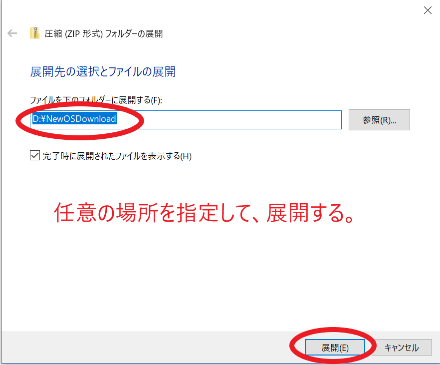 圧縮 (ZIP 形式) フォルダーの展開
展開先の選択とファイルの展開
ファイルを下のフォルダーに展開する(F):
D:¥NewOSDownload
参照(R)...
完了時に展開されたファイルを表示する(H)
任意の場所を指定して、展開する。
展開(E)
キャンセル